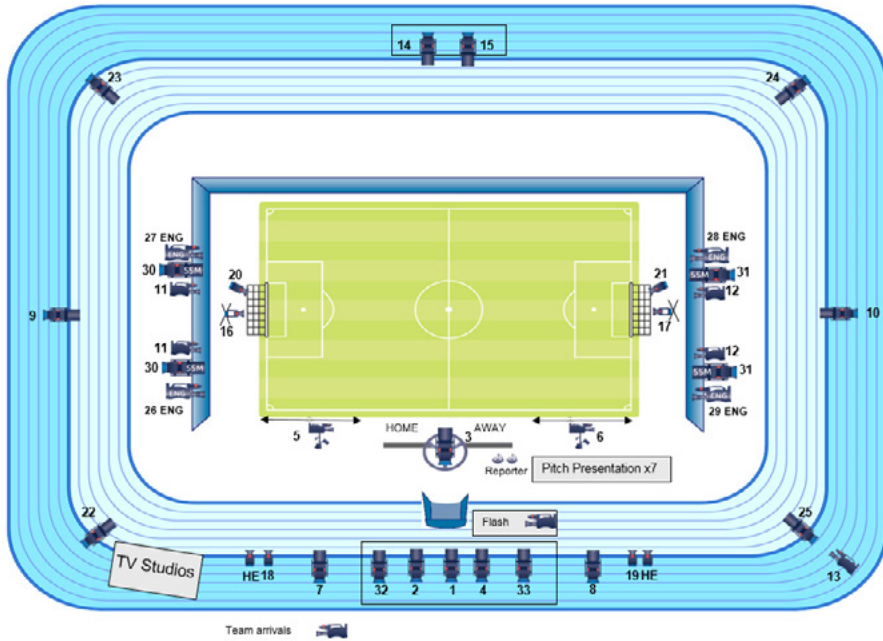 14
15
23
24
27 ENG
28 ENG
ENG
ENG
30
SSM
SSM
31
20
21
11
12
9
16
17
10
11
12
30
SSM
SSM
31
ENG
ENG
26 ENG
29 ENG
5
HOME
3
AWAY
6
Reporter
Pitch Presentation x7
22
Flash
25
TV Studios
HE
18
7
32
2
1
4
33
8
19
HE
13
Team arrivals